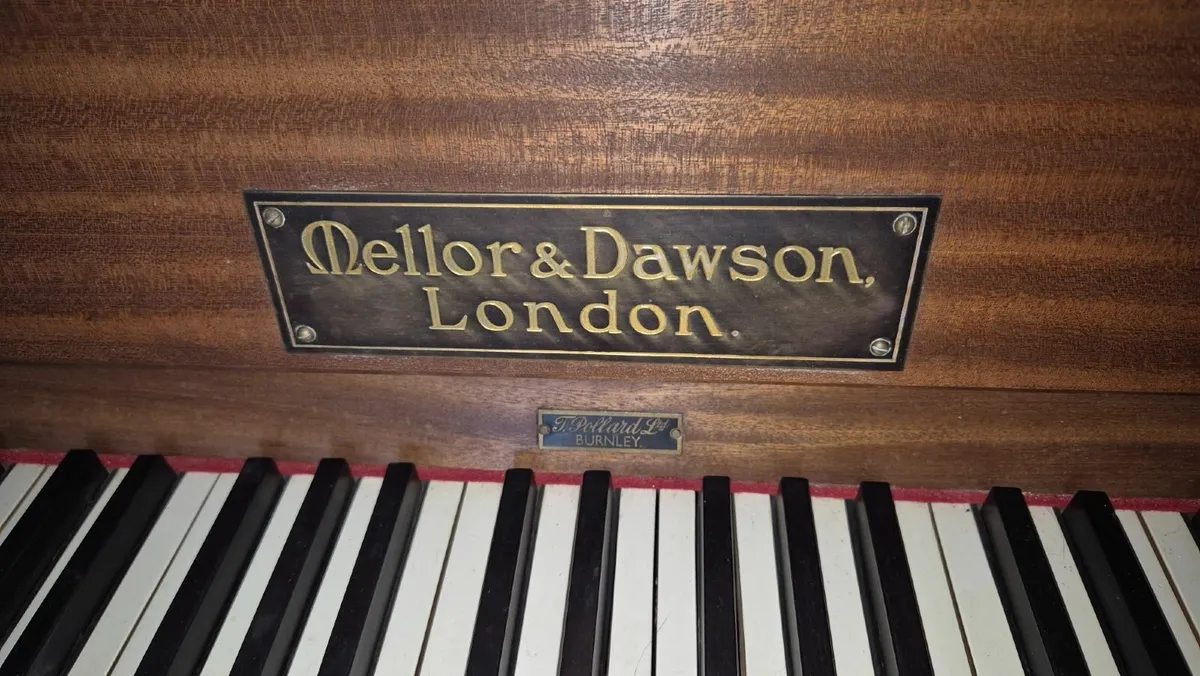 Mellor & Dawson,
London.
T. Pollard Ltd
BURNLEY.